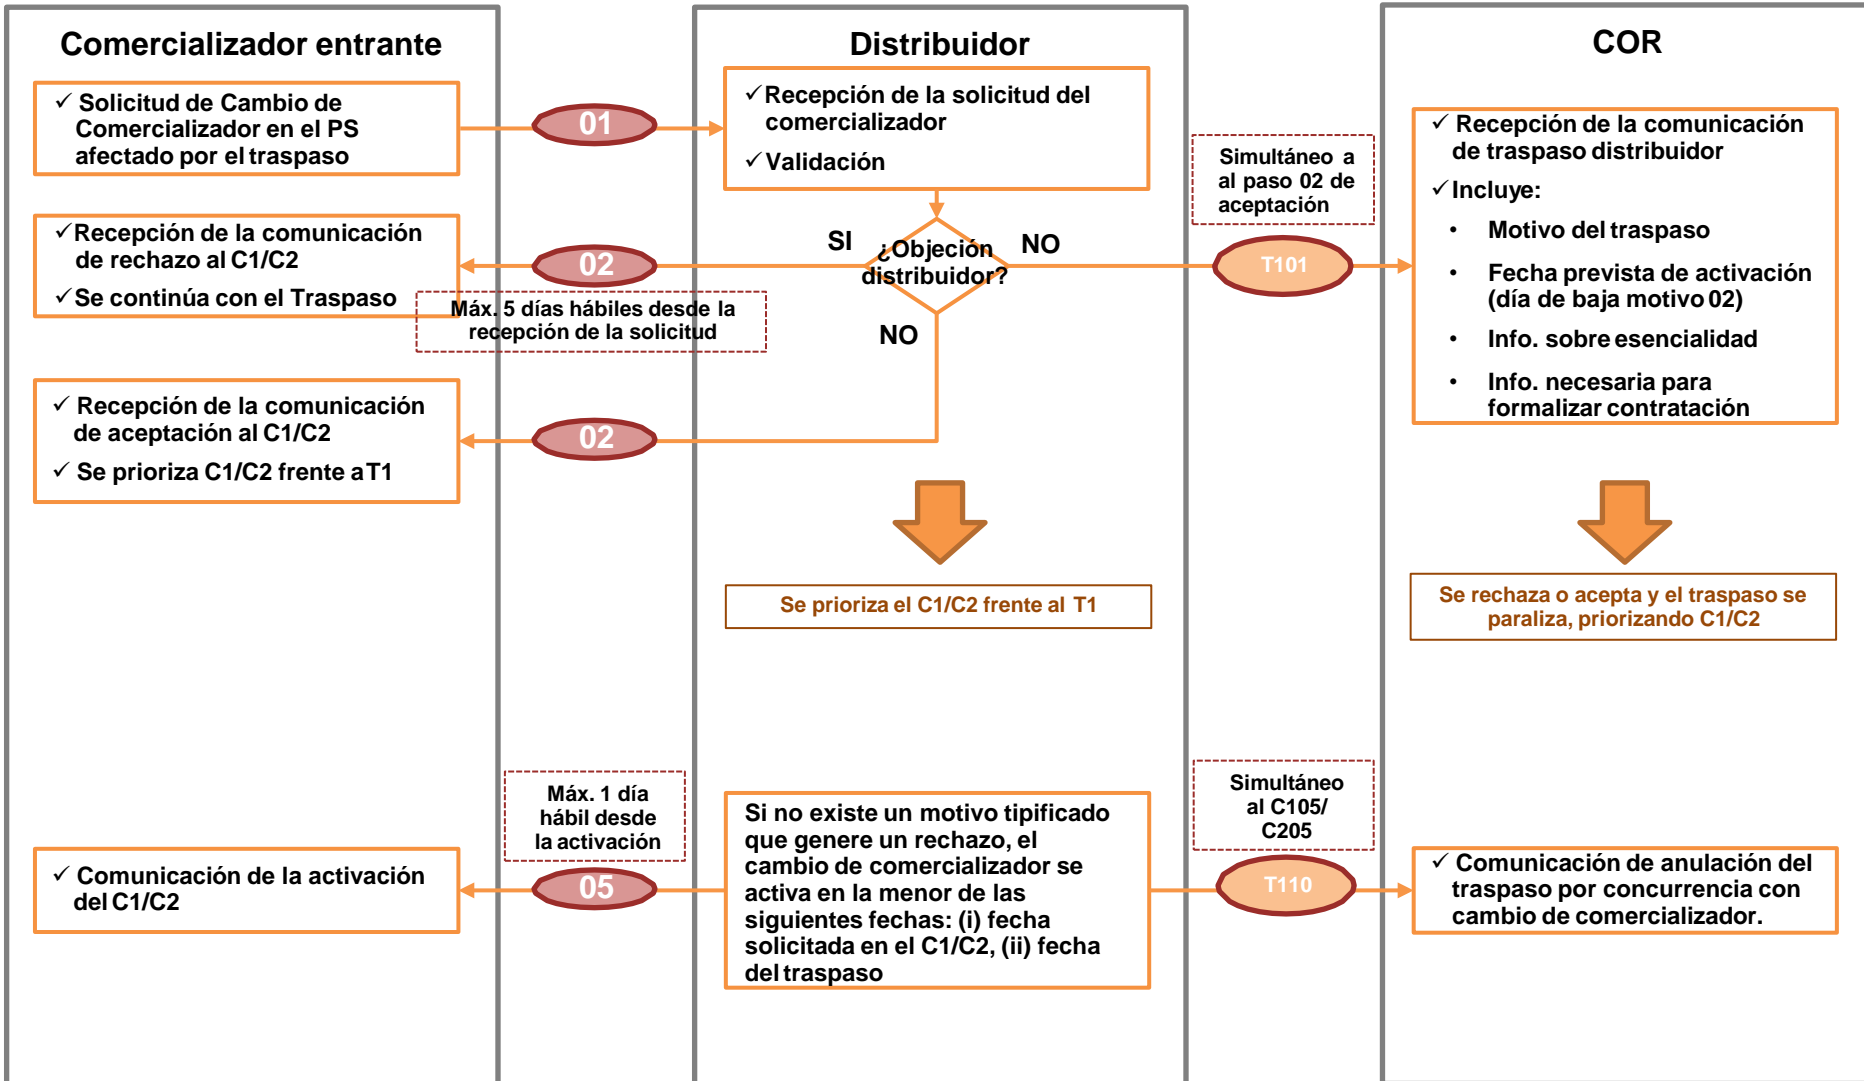 Comercializador entrante
✓ Solicitud de Cambio de
Comercializador en el PS
afectado por el traspaso
01
✓ Recepción de la comunicación
de rechazo al C1/C2
✓ Se continúa con el Traspaso
02
Máx. 5 días hábiles desde la
recepción de la solicitud
✓ Recepción de la comunicación
de aceptación al C1/C2
✓ Se prioriza C1/C2 frente a T1
02
Máx. 1 día
hábil desde
la activación
✓ Comunicación de la activación
del C1/C2
05
Distribuidor
✓ Recepción de la solicitud del
comercializador
✓ Validación
SI
¿Objeción
distribuidor?
NO
NO
Se prioriza el C1/C2 frente al T1
Si no existe un motivo tipificado
que genere un rechazo, el
cambio de comercializador se
activa en la menor de las
siguientes fechas: (i) fecha
solicitada en el C1/C2, (ii) fecha
del traspaso
Simultáneo a
al paso 02 de
aceptación
T101
Simultáneo
al C105/
C205
T110
COR
✓ Recepción de la comunicación
de traspaso distribuidor
✓ Incluye:
• Motivo del traspaso
• Fecha prevista de activación
(día de baja motivo 02)
• Info. sobre esencialidad
• Info. necesaria para
formalizar contratación
Se rechaza o acepta y el traspaso se
paraliza, priorizando C1/C2
✓ Comunicación de anulación del
traspaso por concurrencia con
cambio de comercializador.